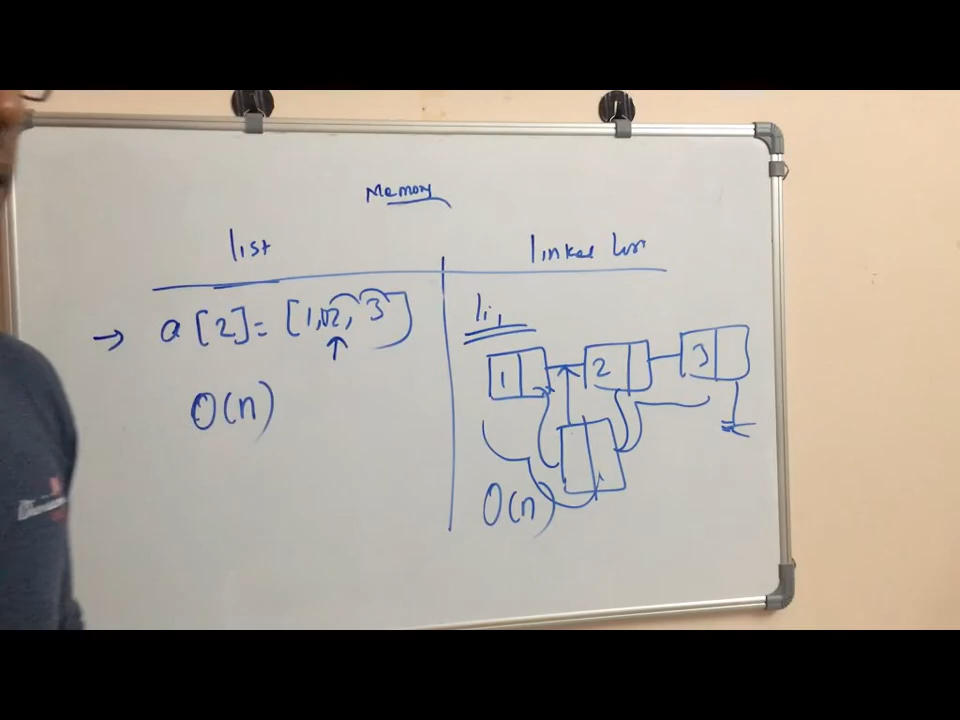 Memory
list
linked list
a[2]= [1,2, 3]
li,
1 2 3
O(n)
O(n)